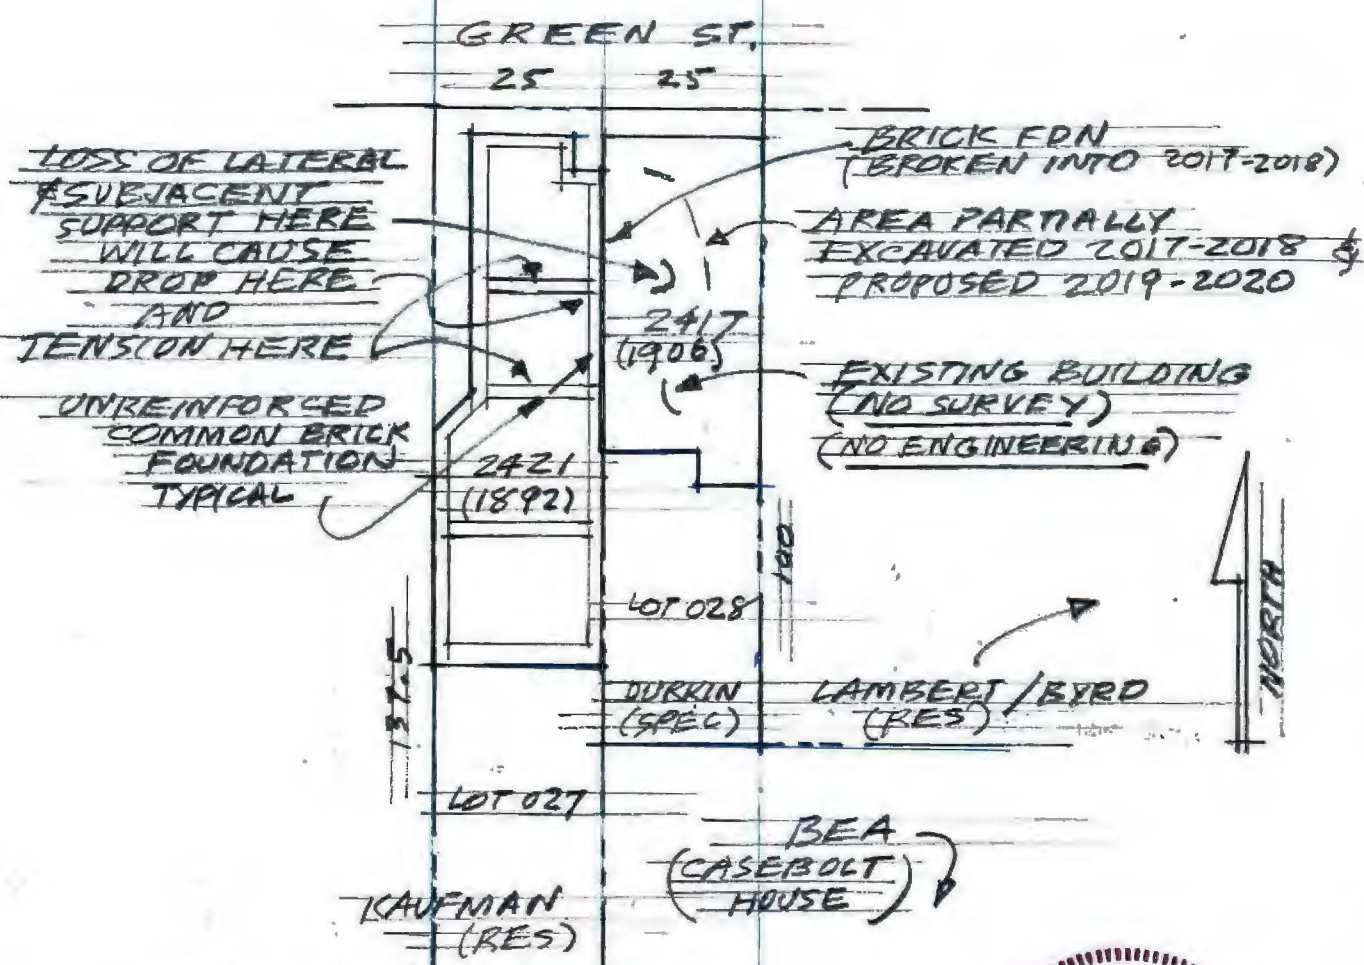 GREEN ST.
25 25
LOSS OF LATERAL
& SUBJACENT
SUPPORT HERE
WILL CAUSE
DROP HERE
AND
TENSION HERE
UNREINFORCED
COMMON BRICK
FOUNDATION
TYPICAL
BRICK FDN
(BROKEN INTO 2017-2018)
AREA PARTIALLY
EXCAVATED 2017-2018 &
PROPOSED 2019-2020
2417
(1906)
EXISTING BUILDING
(NO SURVEY)
(NO ENGINEERING)
2421
(1892)
100
137.5
LOT 028
DURKIN
(SPEC)
LAMBERT/BYRD
(RES)
NORTH
LOT 027
BEA
(CASEBOLT
HOUSE)
KAUFMAN
(RES)